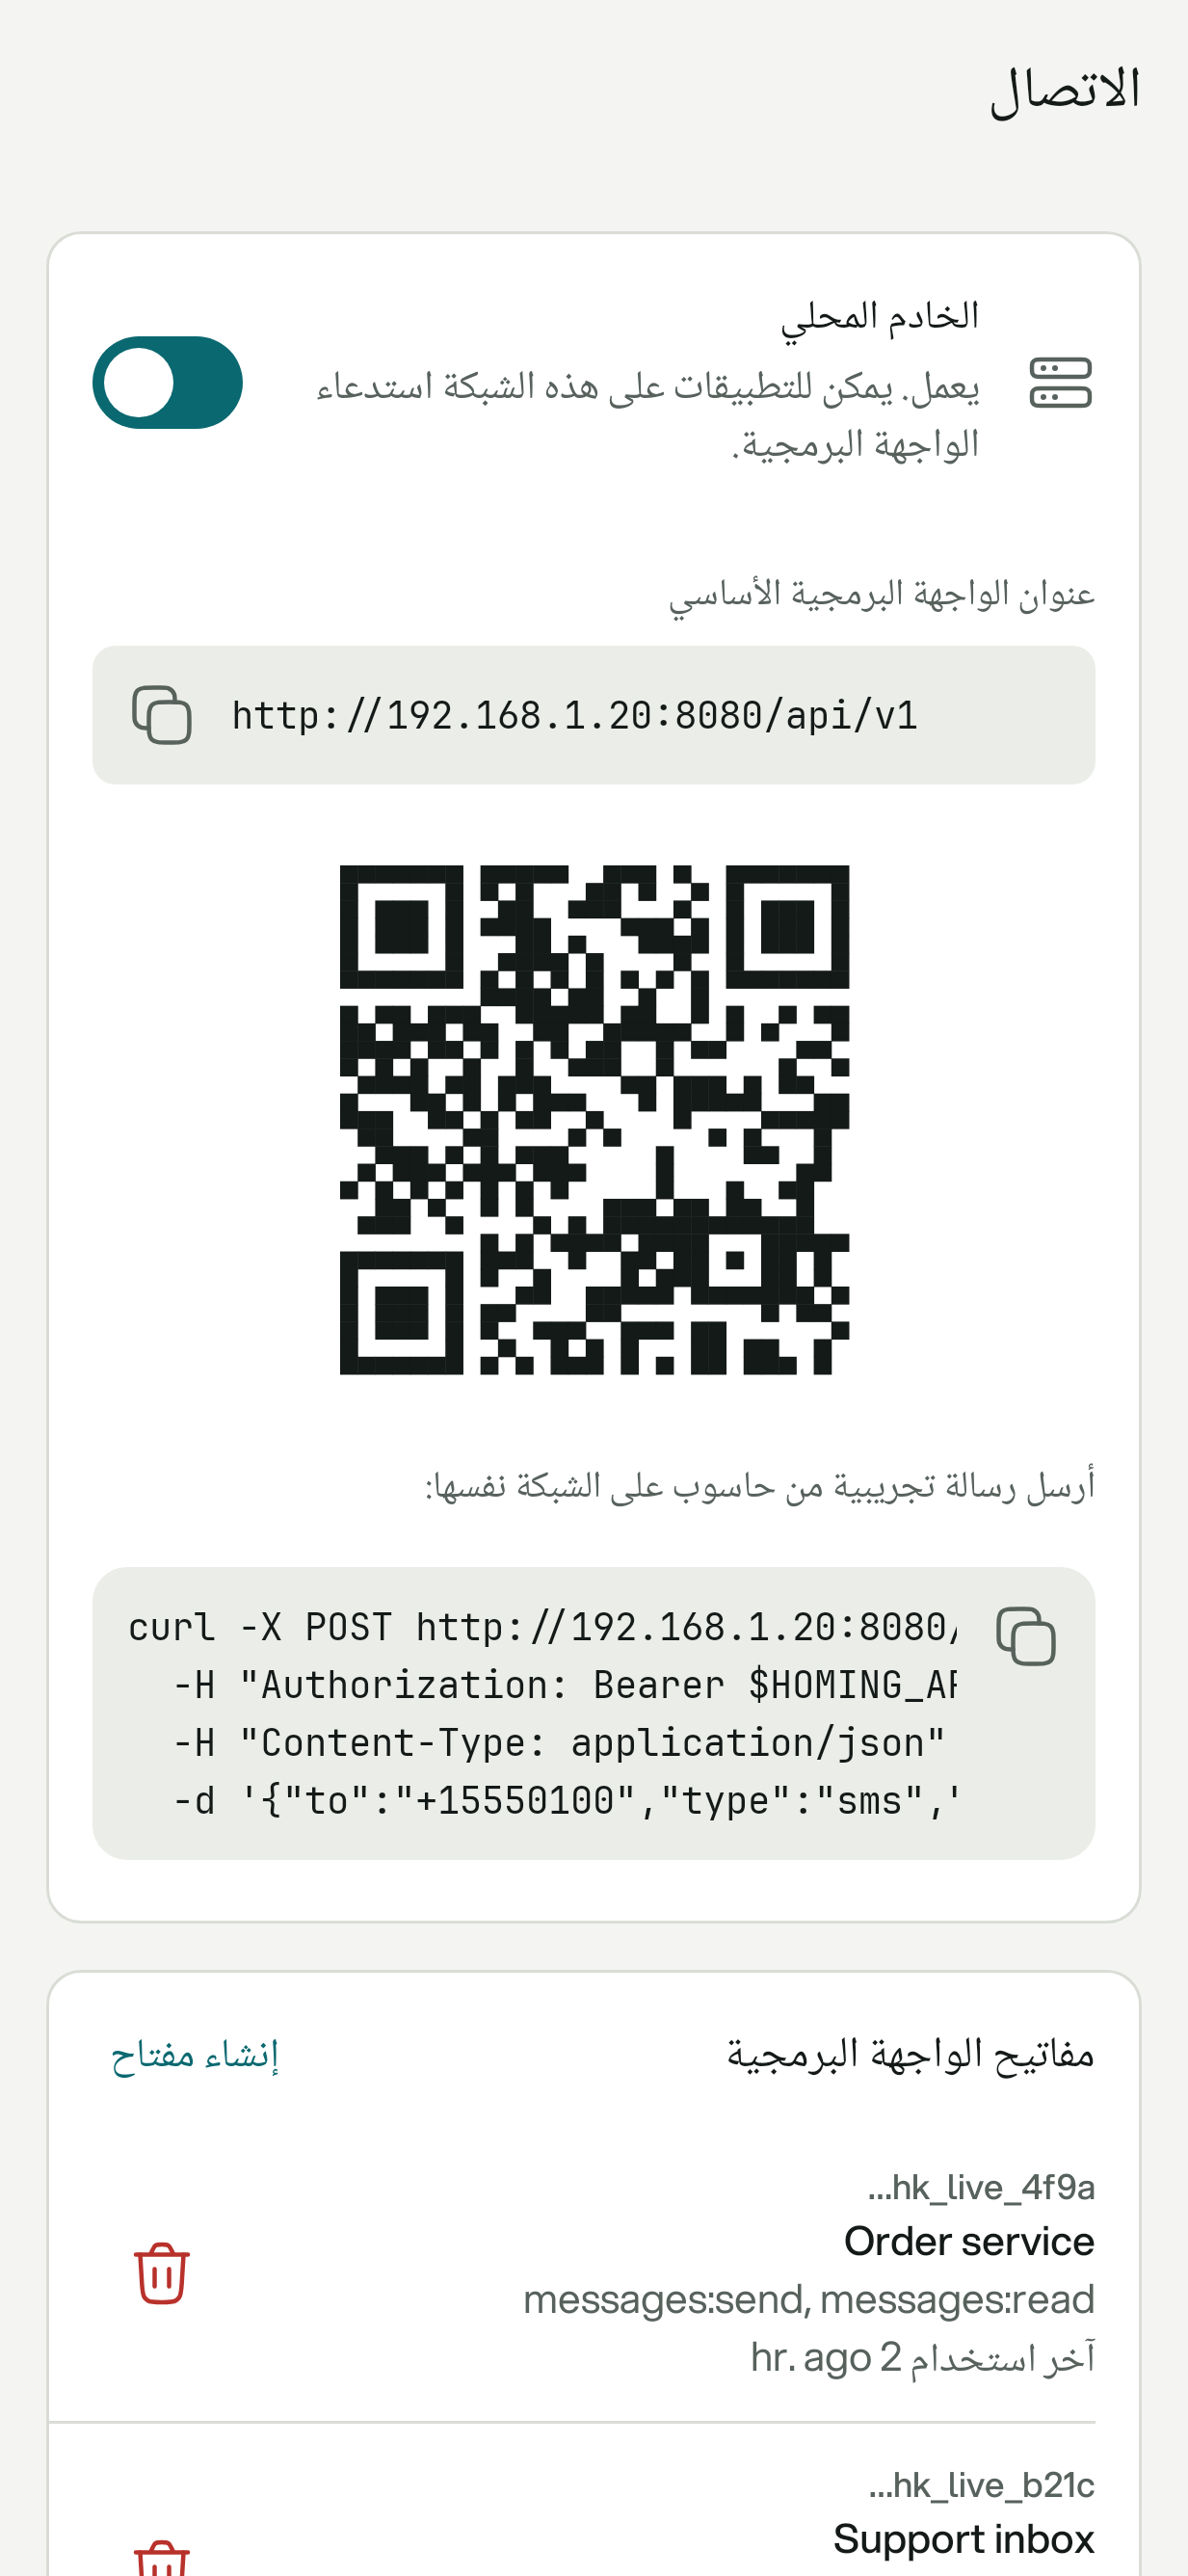 الاتصال
الخادم المحلي
يعمل. يمكن للتطبيقات على هذه الشبكة استدعاء
الواجهة البرمجية.
عنوان الواجهة البرمجية الأساسي
http://192.168.1.20:8080/api/v1
أرسل رسالة تجريبية من حاسوب على الشبكة نفسها:
curl -X POST http://192.168.1.20:8080/
-H "Authorization: Bearer $HOMING_AP
-H "Content-Type: application/json"
-d '{"to":"+15550100","type":"sms","
مفاتيح الواجهة البرمجية
إنشاء مفتاح
hk_live_4f9a...
Order service
messages:send, messages:read
آخر استخدام 2 hr. ago
hk_live_b21c...
Support inbox